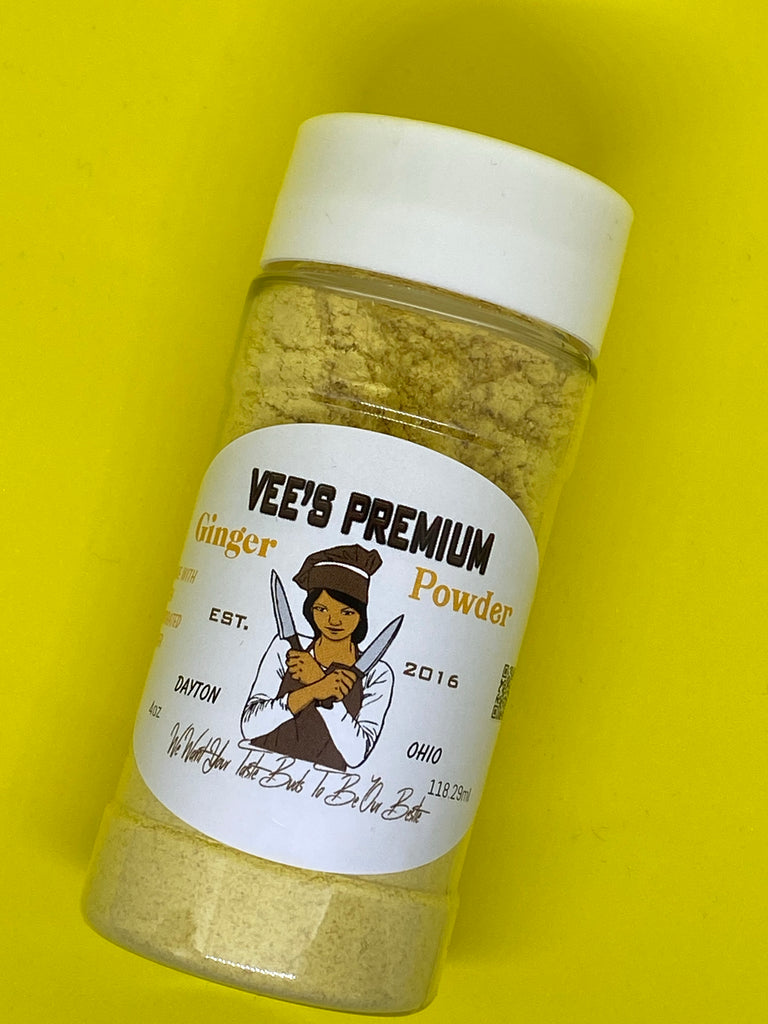 VEE'S PREMIUM
Ginger Powder
WITH
EST. 2016
DAYTON OHIO
4oz 118.29ml
We Want Your Taste Buds To Be Our Bestie